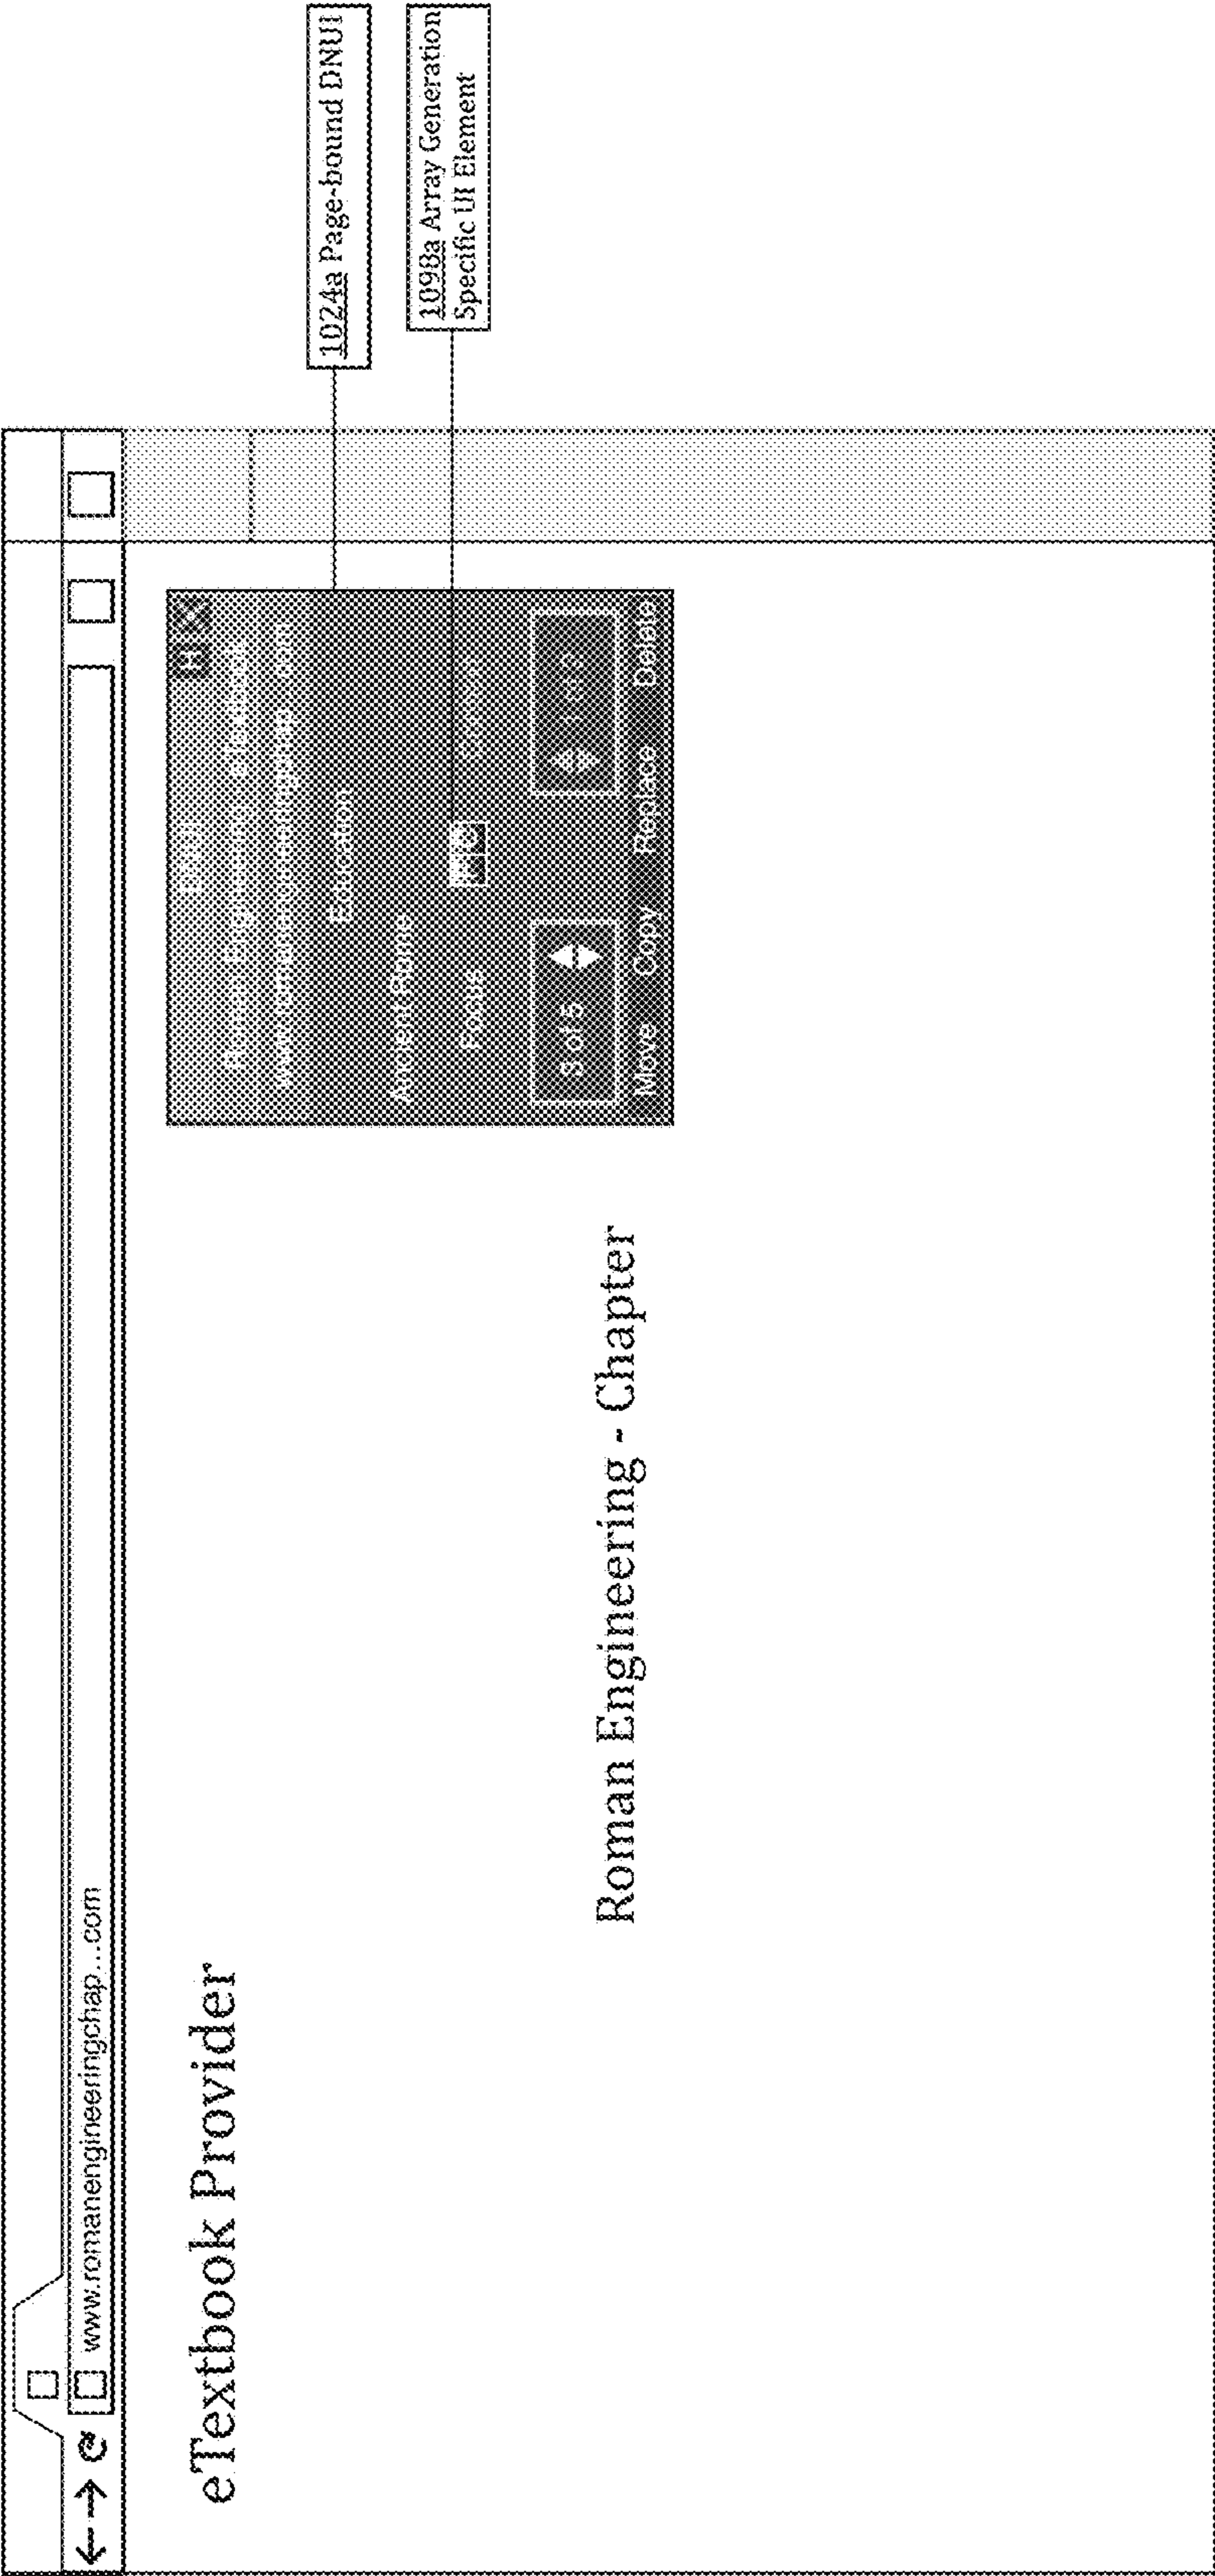 www.romanengineeringchap...com
eTextbook Provider
Roman Engineering - Chapter
H X
DNUI
Education
Ancient Rome
Focus
3 of 5
Move Copy Replace Delete
1024a Page-bound DNUI
1098a Array Generation
Specific UI Element